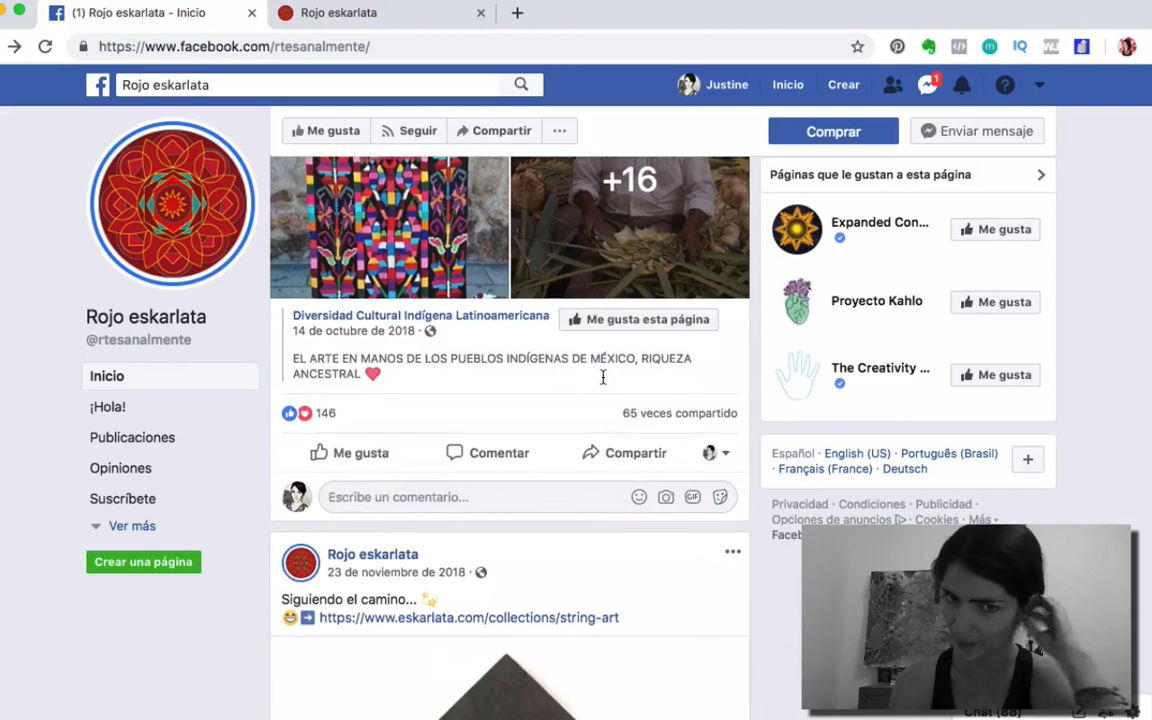 (1) Rojo eskarlata - Inicio
Rojo eskarlata
https://www.facebook.com/rtesanalmente/
IQ
Rojo eskarlata
Justine
Inicio
Crear
1
Me gusta
Seguir
Compartir
Comprar
Enviar mensaje
+16
Diversidad Cultural Indígena Latinoamericana
14 de octubre de 2018
Me gusta esta página
EL ARTE EN MANOS DE LOS PUEBLOS INDÍGENAS DE MÉXICO, RIQUEZA
ANCESTRAL
146
65 veces compartido
Me gusta
Comentar
Compartir
Escribe un comentario...
GIF
Rojo eskarlata
23 de noviembre de 2018
Siguiendo el camino...
https://www.eskarlata.com/collections/string-art
Rojo eskarlata
@rtesanalmente
Inicio
¡Hola!
Publicaciones
Opiniones
Suscríbete
Ver más
Crear una página
Páginas que le gustan a esta página
Expanded Con...
Me gusta
Proyecto Kahlo
Me gusta
The Creativity ...
Me gusta
Español · English (US) · Português (Brasil)
· Français (France) · Deutsch
Privacidad · Condiciones · Publicidad ·
Opciones de anuncios · Cookies · Más
Chat (88)